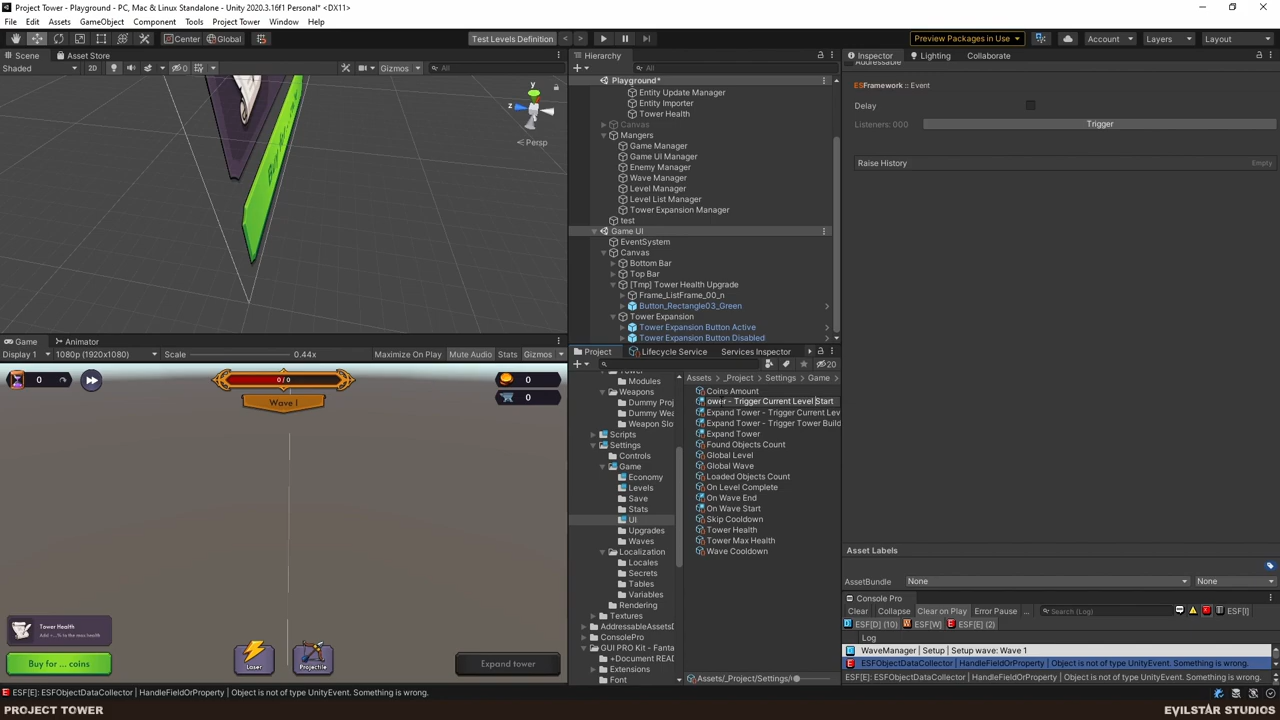 Project Tower - Playground - PC, Mac & Linux Standalone - Unity 2020.3.16f1 Personal* <DX11>
File Edit Assets GameObject Component Tools Project Tower Window Help
Center Global Test Levels Definition Preview Packages in Use Account Layers Layout
Scene Asset Store
Shaded 2D 0 Gizmos All
y
z
Persp
Game Animator
Display 1 1080p (1920x1080) Scale 0.44x Maximize On Play Mute Audio Stats Gizmos
0
0 / 0
0
0
Wave I
Tower Health
Buy for ... coins
Laser
Projectile
Expand tower
Hierarchy
All
Playground*
Entity Update Manager
Entity Importer
Tower Health
Canvas
Mangers
Game Manager
Game UI Manager
Enemy Manager
Wave Manager
Level Manager
Level List Manager
Tower Expansion Manager
test
Game UI
EventSystem
Canvas
Bottom Bar
Top Bar
[Tmp] Tower Health Upgrade
Frame_ListFrame_00_n
Button_Rectangle03_Green
Tower Expansion
Tower Expansion Button Active
Tower Expansion Button Disabled
Project Lifecycle Service Services Inspector
20
Modules
Weapons
Dummy Proj
Dummy Wea
Weapon Slo
Scripts
Settings
Controls
Game
Economy
Levels
Save
Stats
UI
Upgrades
Waves
Localization
Locales
Secrets
Tables
Variables
Rendering
Textures
AddressableAssetsD
ConsolePro
GUI PRO Kit - Fanta
+Document READ
Extensions
Font
Assets > _Project > Settings > Game >
Coins Amount
ower - Trigger Current Level Start
Expand Tower - Trigger Current Lev
Expand Tower - Trigger Tower Build
Expand Tower
Found Objects Count
Global Level
Global Wave
Loaded Objects Count
On Level Complete
On Wave End
On Wave Start
Skip Cooldown
Tower Health
Tower Max Health
Wave Cooldown
Assets/_Project/Settings/
Inspector Lighting Collaborate
Addressable
ESFramework :: Event
Delay
Listeners: 000 Trigger
Raise History Empty
Asset Labels
AssetBundle None None
Console Pro
Clear Collapse Clear on Play Error Pause ... Search (Log) ESF[I]
ESF[D] (10) ESF[W] ESF[E] (2)
Log
WaveManager | Setup | Setup wave: Wave 1
ESFObjectDataCollector | HandleFieldOrProperty | Object is not of type UnityEvent. Something is wrong.
ESF[E]: ESFObjectDataCollector | HandleFieldOrProperty | Object is not of type UnityEvent. Something is wrong.
ESF[E]: ESFObjectDataCollector | HandleFieldOrProperty | Object is not of type UnityEvent. Something is wrong.
PROJECT TOWER
EVILSTAR STUDIOS